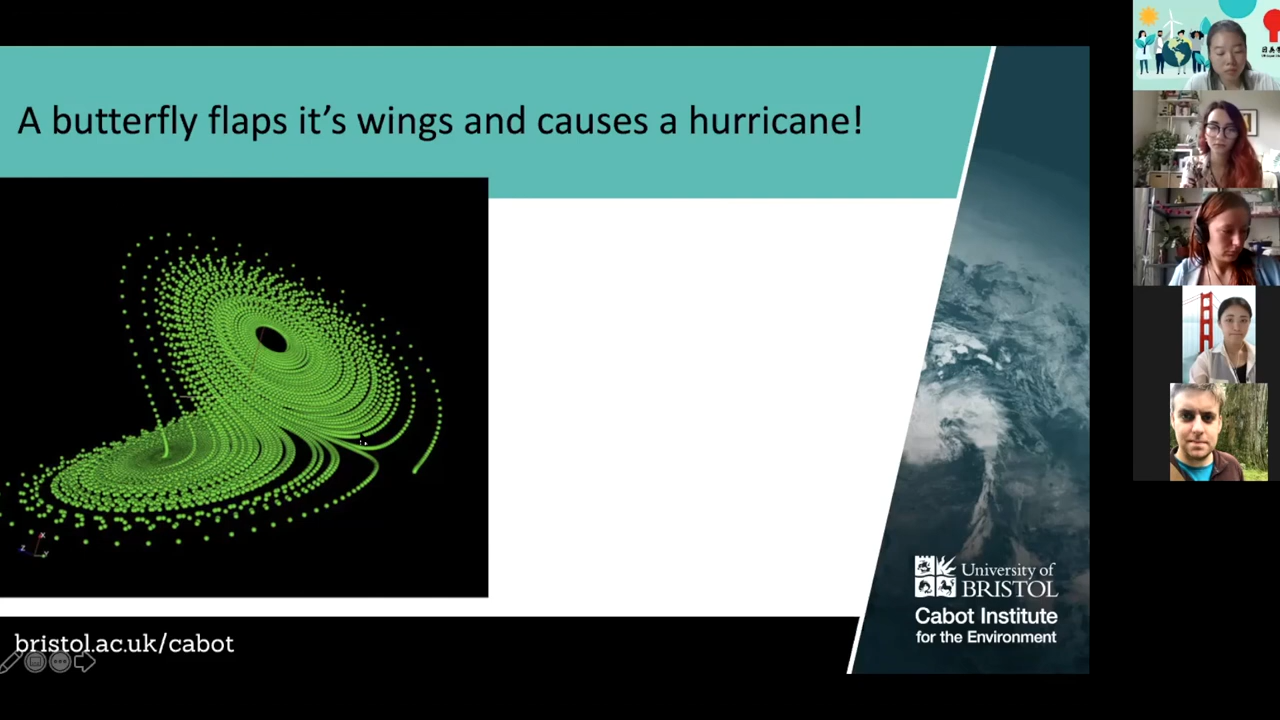 A butterfly flaps it’s wings and causes a hurricane!
University of
BRISTOL
Cabot Institute
for the Environment
bristol.ac.uk/cabot
X
Z
Y